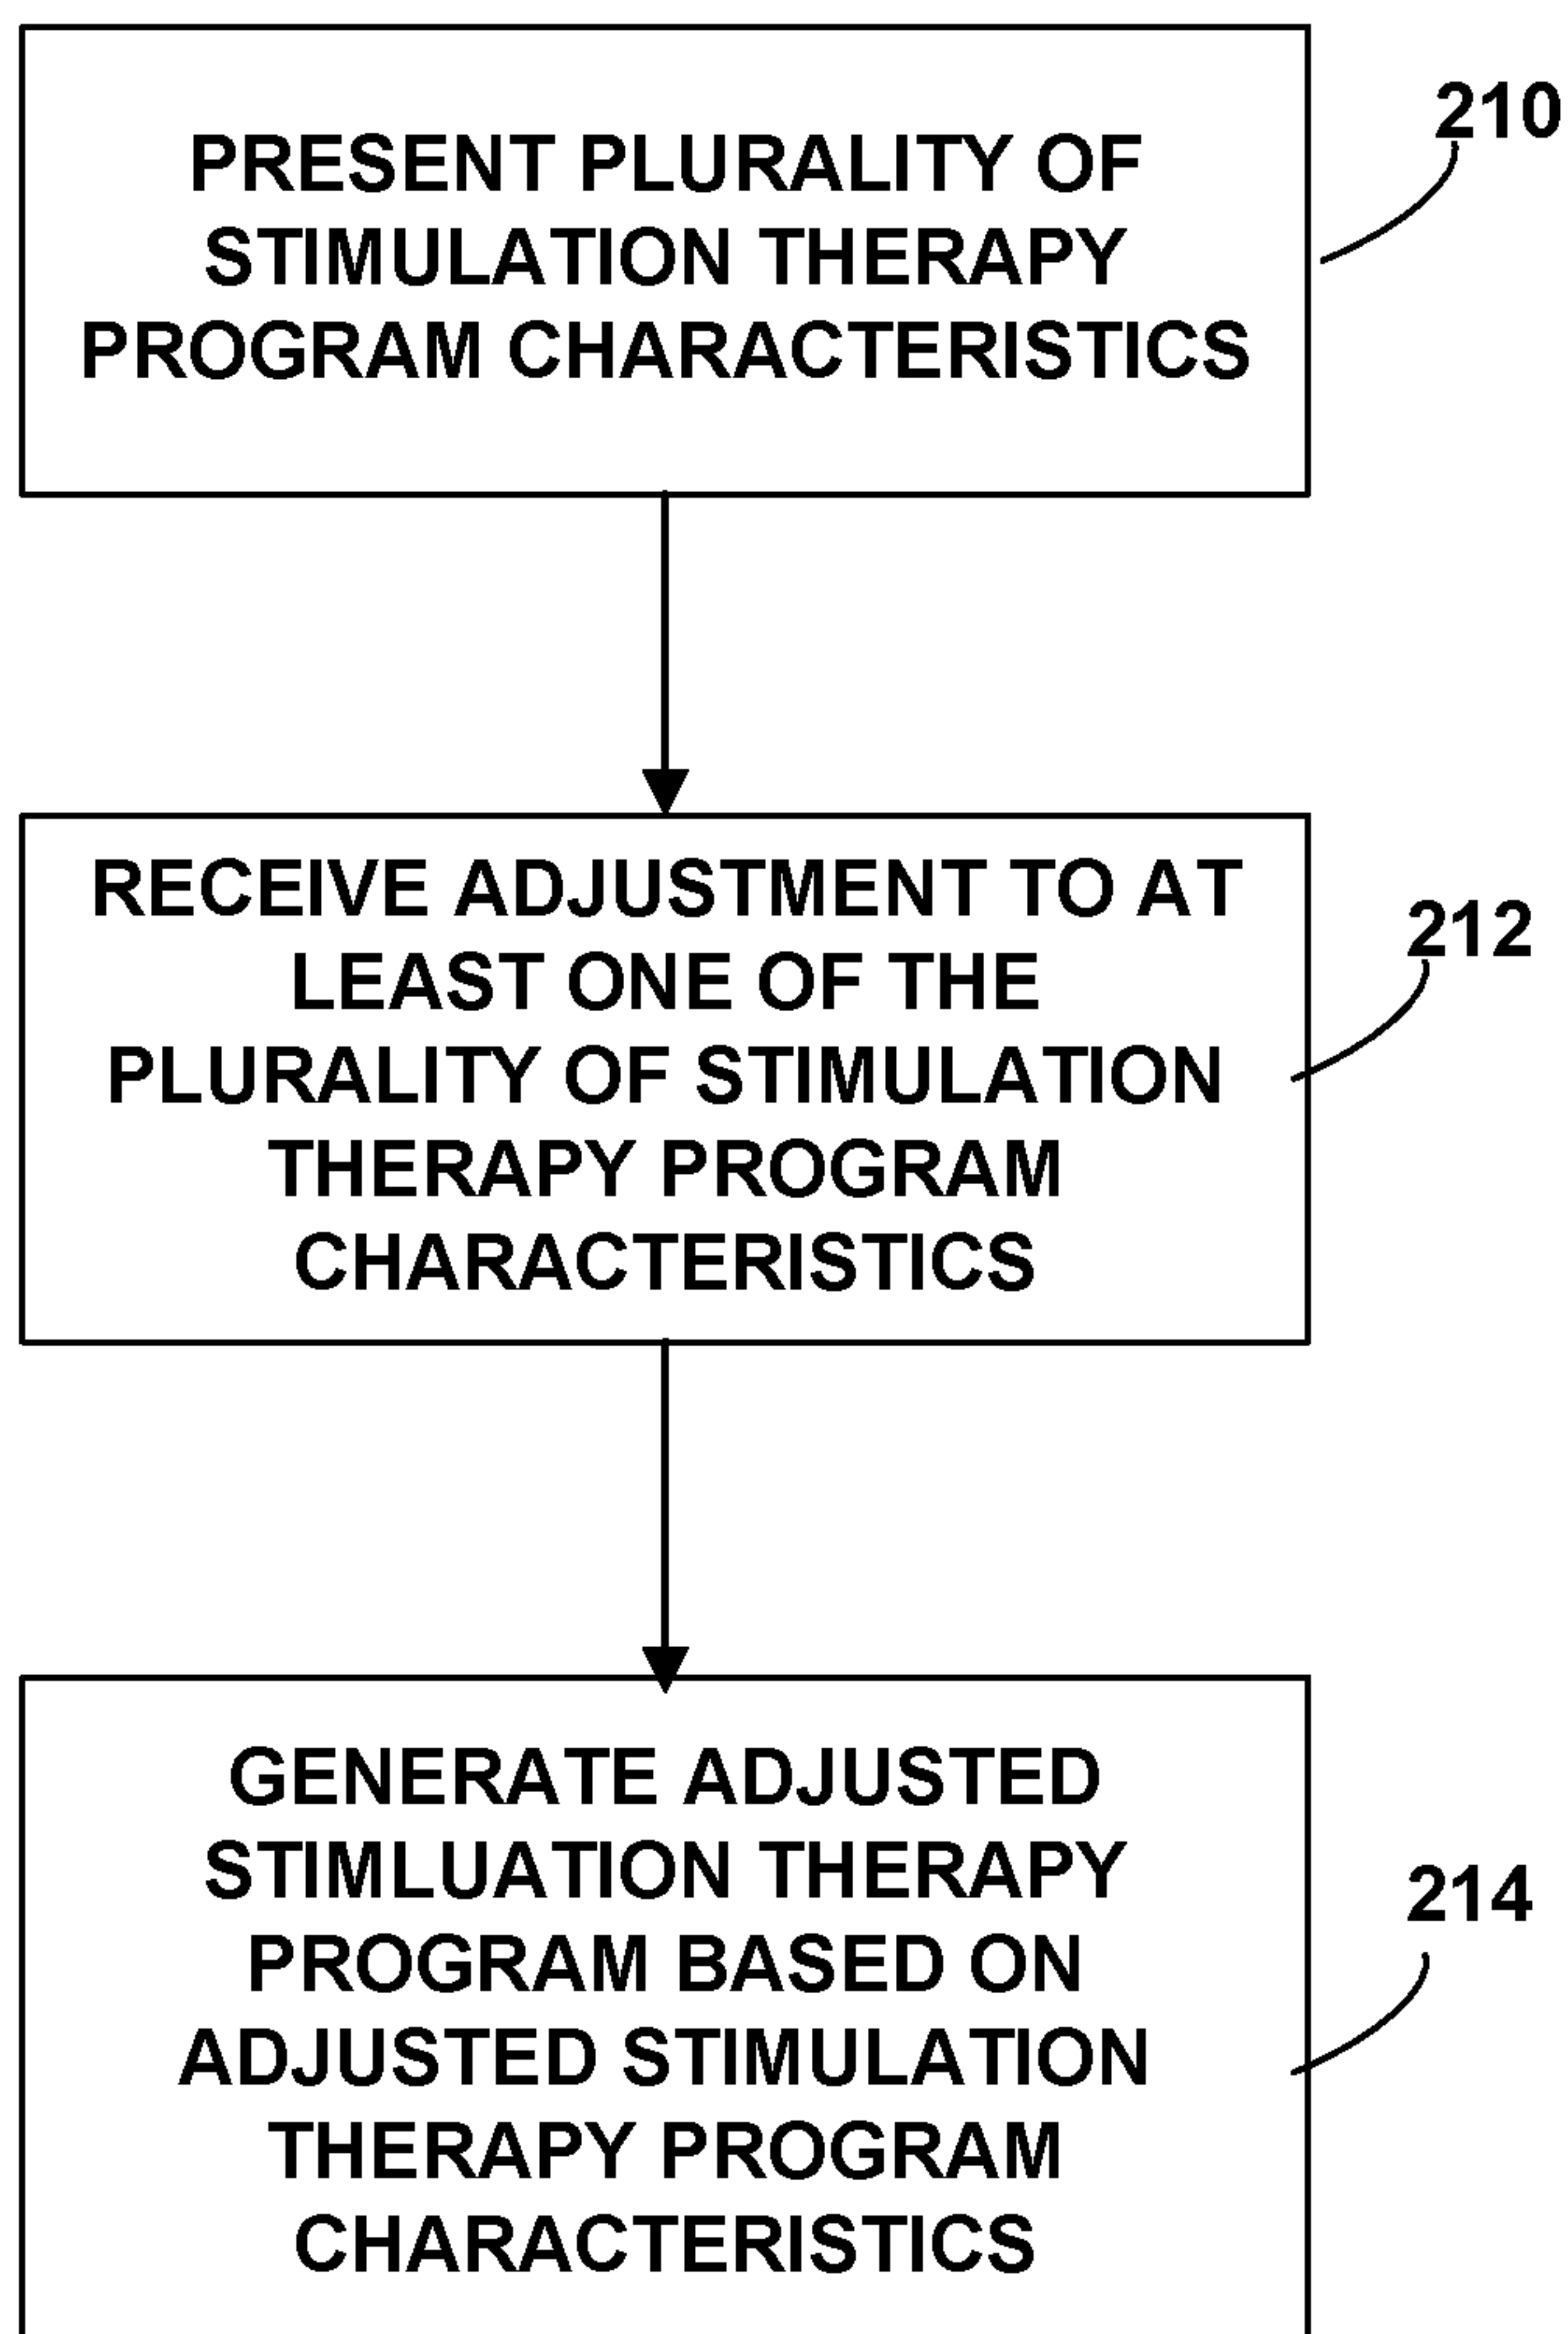 PRESENT PLURALITY OF
STIMULATION THERAPY
PROGRAM CHARACTERISTICS
210
RECEIVE ADJUSTMENT TO AT
LEAST ONE OF THE
PLURALITY OF STIMULATION
THERAPY PROGRAM
CHARACTERISTICS
212
GENERATE ADJUSTED
STIMLUATION THERAPY
PROGRAM BASED ON
ADJUSTED STIMULATION
THERAPY PROGRAM
CHARACTERISTICS
214